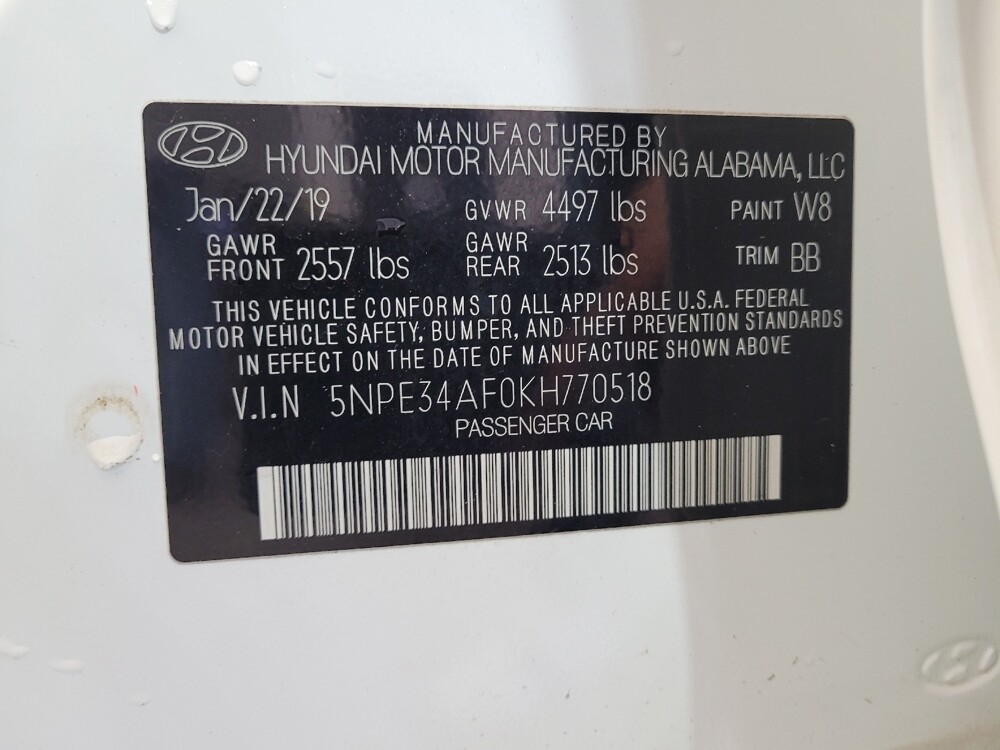 MANUFACTURED BY
HYUNDAI MOTOR MANUFACTURING ALABAMA, LLC
Jan/22/19 GVWR 4497 lbs PAINT W8
GAWR FRONT 2557 lbs GAWR REAR 2513 lbs TRIM BB
THIS VEHICLE CONFORMS TO ALL APPLICABLE U.S.A. FEDERAL
MOTOR VEHICLE SAFETY, BUMPER, AND THEFT PREVENTION STANDARDS
IN EFFECT ON THE DATE OF MANUFACTURE SHOWN ABOVE
V.I.N 5NPE34AF0KH770518
PASSENGER CAR